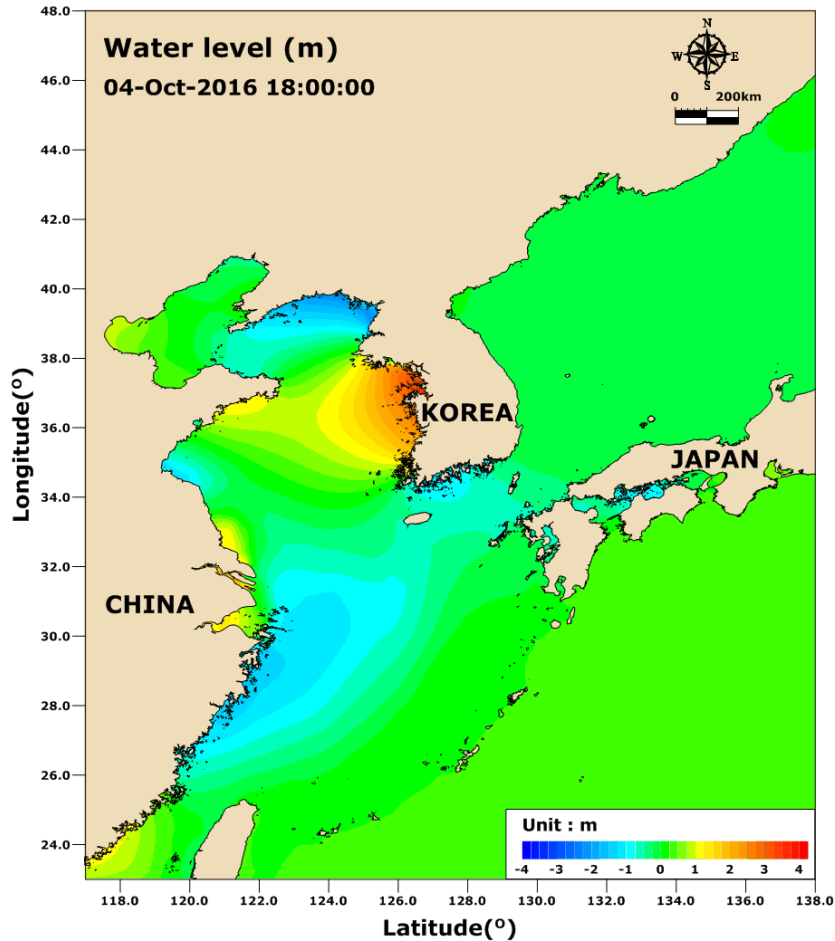 Water level (m)
04-Oct-2016 18:00:00
N
W E
S
0 200km
48.0
46.0
44.0
42.0
40.0
38.0
36.0
34.0
32.0
30.0
28.0
26.0
24.0
Longitude(°)
KOREA
JAPAN
CHINA
Unit : m
-4 -3 -2 -1 0 1 2 3 4
118.0 120.0 122.0 124.0 126.0 128.0 130.0 132.0 134.0 136.0 138.0
Latitude(°)